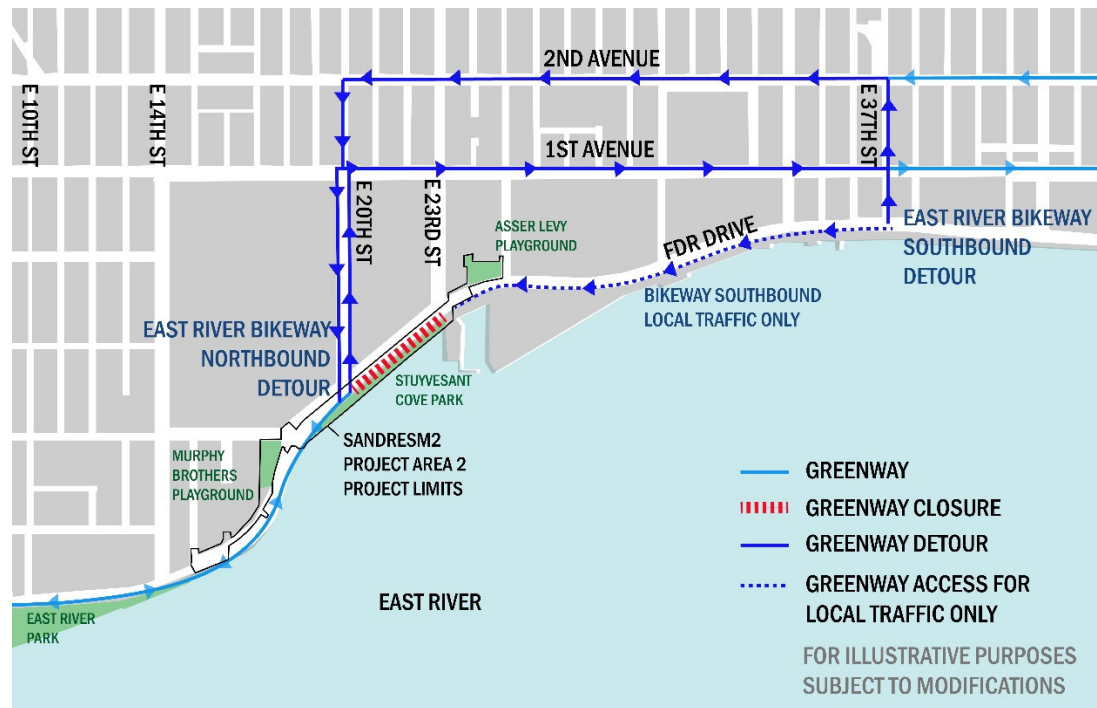 2ND AVENUE
E 10TH ST
E 14TH ST
E 37TH ST
1ST AVENUE
E 20TH ST
E 23RD ST
ASSER LEVY
PLAYGROUND
FDR DRIVE
EAST RIVER BIKEWAY
SOUTHBOUND
DETOUR
BIKEWAY SOUTHBOUND
LOCAL TRAFFIC ONLY
EAST RIVER BIKEWAY
NORTHBOUND
DETOUR
STUYVESANT
COVE PARK
SANDRESM2
PROJECT AREA 2
PROJECT LIMITS
MURPHY
BROTHERS
PLAYGROUND
EAST RIVER
EAST RIVER
PARK
GREENWAY
GREENWAY CLOSURE
GREENWAY DETOUR
GREENWAY ACCESS FOR
LOCAL TRAFFIC ONLY
FOR ILLUSTRATIVE PURPOSES
SUBJECT TO MODIFICATIONS